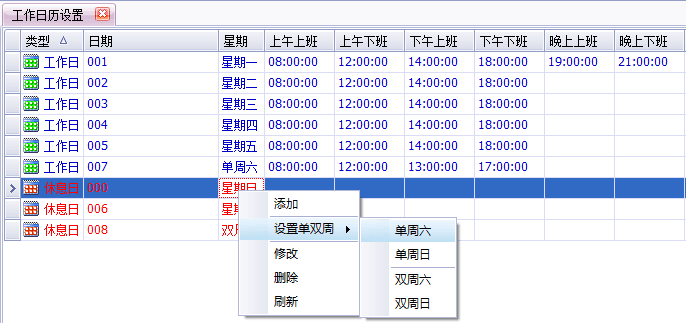 工作日历设置
类型 日期 星期 上午上班 上午下班 下午上班 下午下班 晚上上班 晚上下班
工作日 001 星期一 08:00:00 12:00:00 14:00:00 18:00:00 19:00:00 21:00:00
工作日 002 星期二 08:00:00 12:00:00 14:00:00 18:00:00
工作日 003 星期三 08:00:00 12:00:00 14:00:00 18:00:00
工作日 004 星期四 08:00:00 12:00:00 14:00:00 18:00:00
工作日 005 星期五 08:00:00 12:00:00 14:00:00 18:00:00
工作日 007 单周六 08:00:00 12:00:00 13:00:00 17:00:00
休息日 000 星期日
休息日 006 星期
休息日 008 双周
添加
设置单双周
修改
删除
刷新
单周六
单周日
双周六
双周日